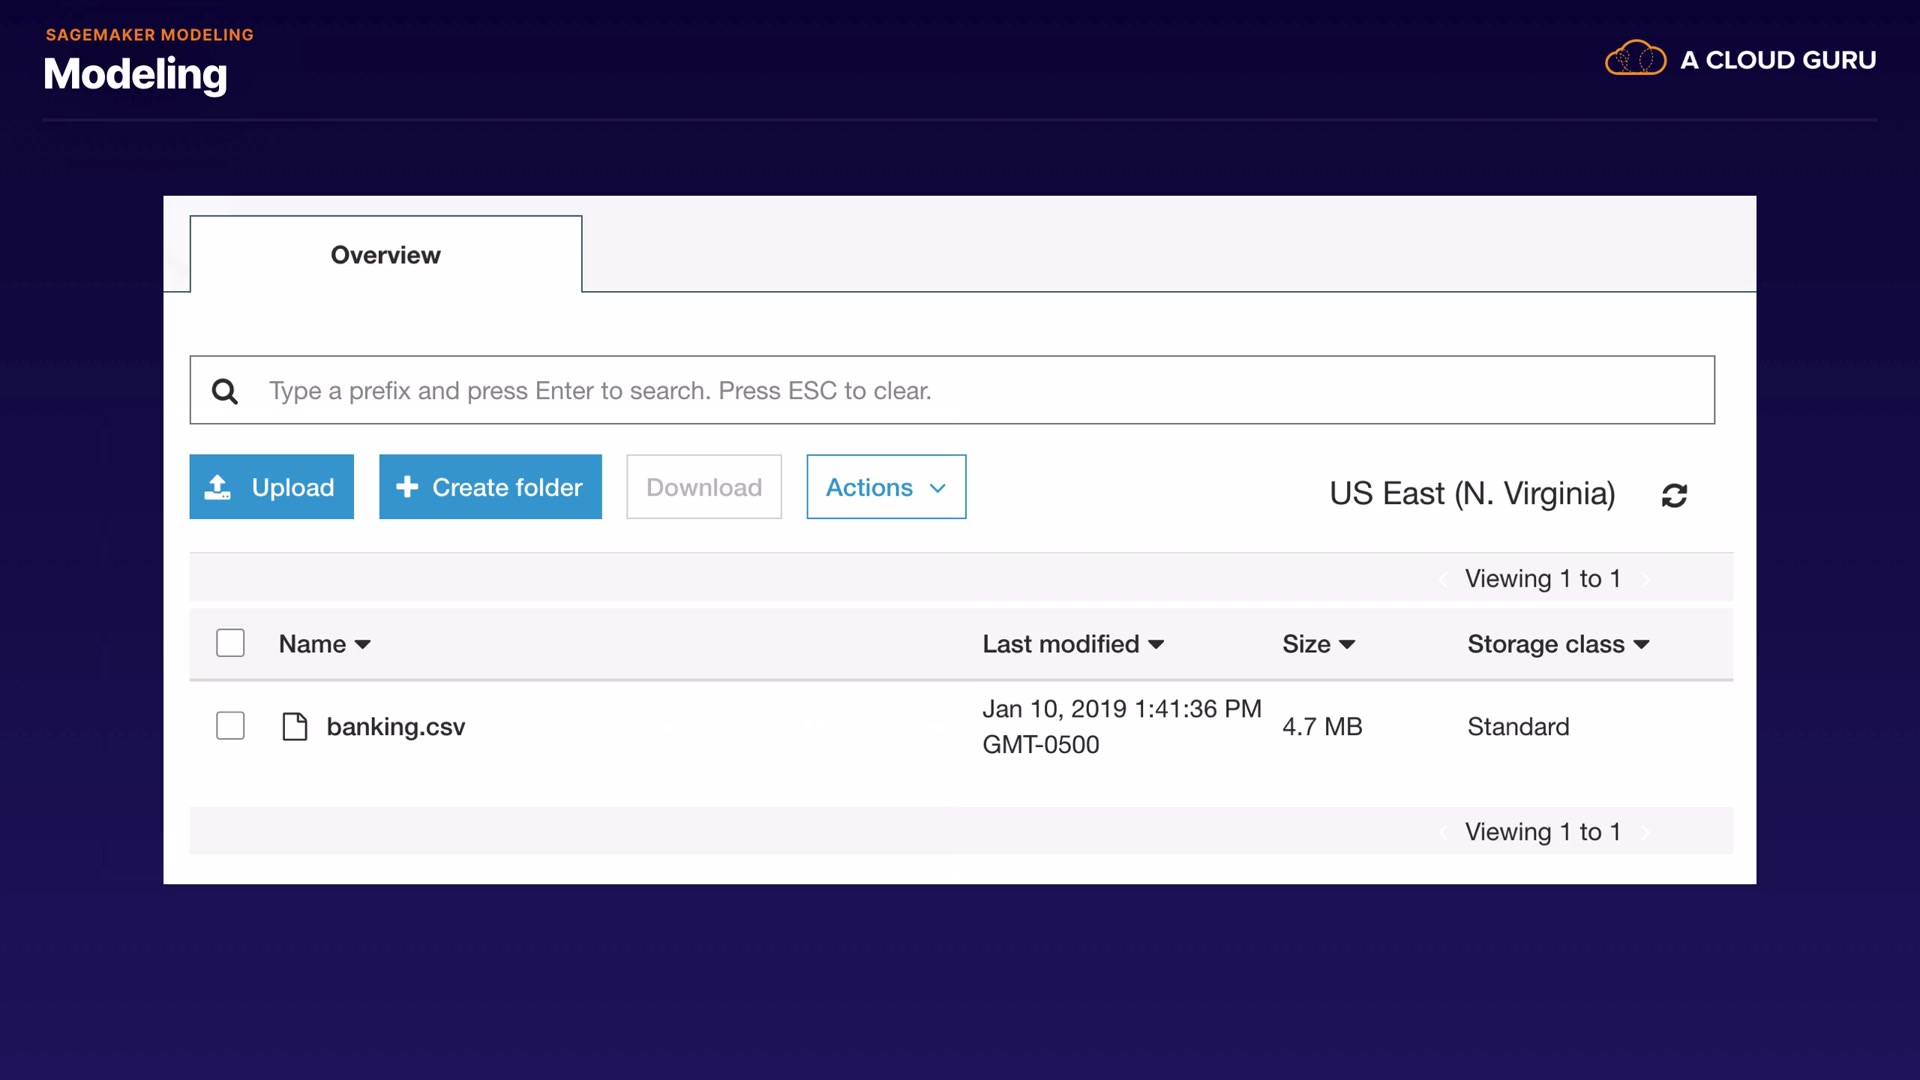 SAGEMAKER MODELING
Modeling
A CLOUD GURU
Overview
Type a prefix and press Enter to search. Press ESC to clear.
Upload
Create folder
Download
Actions
US East (N. Virginia)
Viewing 1 to 1
Name
Last modified
Size
Storage class
banking.csv
Jan 10, 2019 1:41:36 PM
GMT-0500
4.7 MB
Standard
Viewing 1 to 1